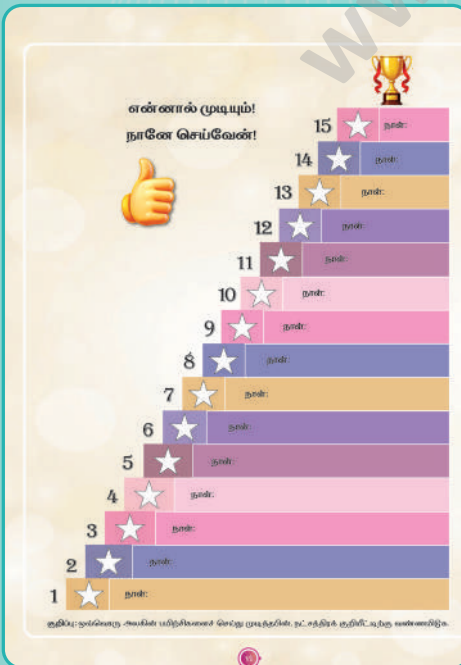 என்னால் முடியும்!
நானே செய்வேன்!
15 நாள்:
14 நாள்:
13 நாள்:
12 நாள்
11 நாள்:
10 நாள்:
9 நாள்:
8 நாள்:
7 நாள்:
6 நாள்:
5 நாள்:
4 நாள்:
3 நாள்:
2 நாள்:
1 நாள்:
குறிப்பு: ஒவ்வொரு அலகின் பயிற்சிகளைச் செய்து முடித்தபின், நட்சத்திரக் குறியீட்டிற்கு வண்ணமிடுக.